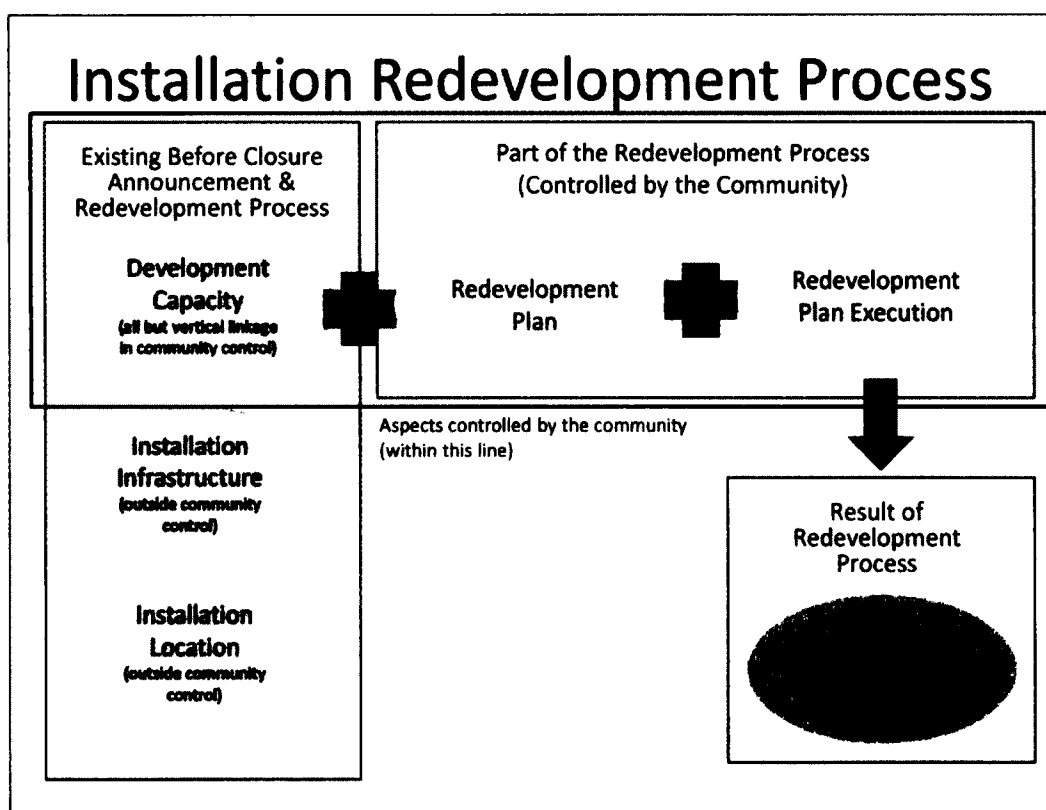 Installation Redevelopment Process
Existing Before Closure
Announcement &
Redevelopment Process
Development
Capacity
(all but vertical linkage
in community control)
Installation
Infrastructure
(outside community
control)
Installation
Location
(outside community
control)
Part of the Redevelopment Process
(Controlled by the Community)
Redevelopment
Plan
Redevelopment
Plan Execution
Aspects controlled by the community
(within this line)
Result of
Redevelopment
Process